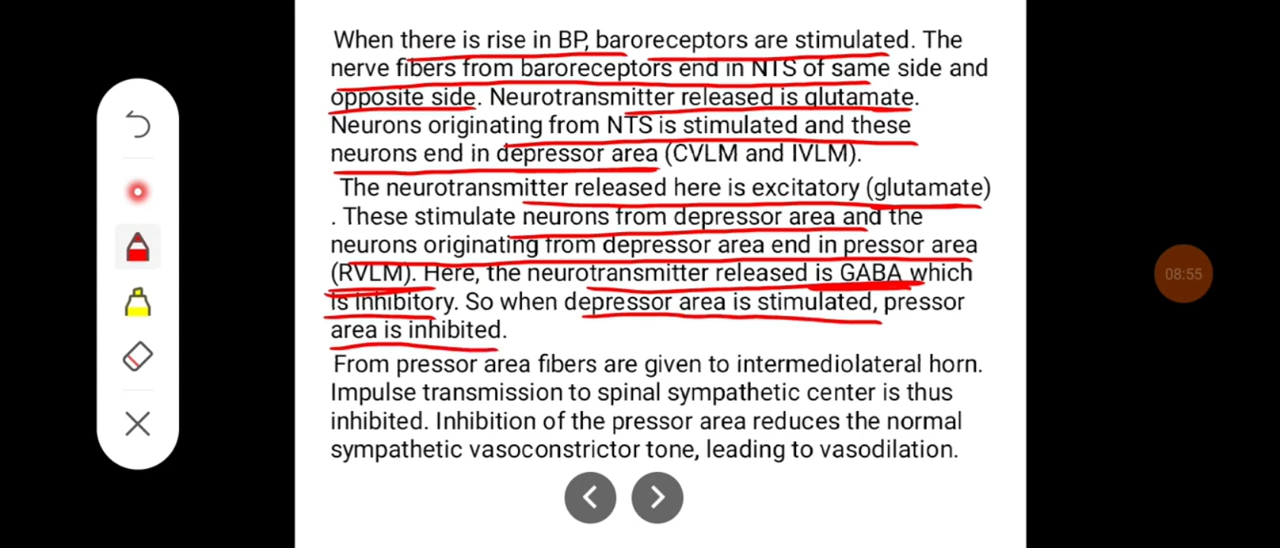 When there is rise in BP, baroreceptors are stimulated. The
nerve fibers from baroreceptors end in NTS of same side and
opposite side. Neurotransmitter released is glutamate.
Neurons originating from NTS is stimulated and these
neurons end in depressor area (CVLM and IVLM).
The neurotransmitter released here is excitatory (glutamate)
. These stimulate neurons from depressor area and the
neurons originating from depressor area end in pressor area
(RVLM). Here, the neurotransmitter released is GABA which
is inhibitory. So when depressor area is stimulated, pressor
area is inhibited.
From pressor area fibers are given to intermediolateral horn.
Impulse transmission to spinal sympathetic center is thus
inhibited. Inhibition of the pressor area reduces the normal
sympathetic vasoconstrictor tone, leading to vasodilation.
08:55